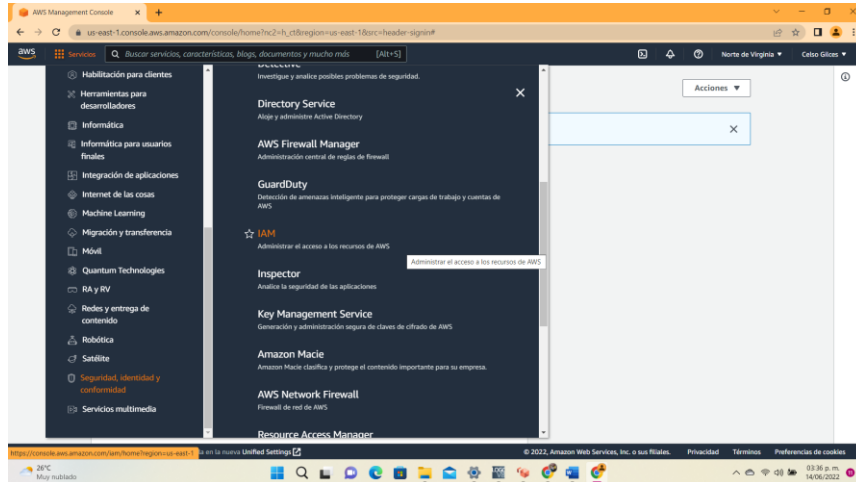 AWS Management Console
us-east-1.console.aws.amazon.com/console/home?nc2=h_ct&region=us-east-1&src=header-signin#
aws
Servicios
Buscar servicios, características, blogs, documentos y mucho más [Alt+S]
Norte de Virginia
Celso Gilces
Habilitación para clientes
Herramientas para
desarrolladores
Informática
Informática para usuarios
finales
Integración de aplicaciones
Internet de las cosas
Machine Learning
Migración y transferencia
Móvil
Quantum Technologies
RA y RV
Redes y entrega de
contenido
Robótica
Satélite
Seguridad, identidad y
conformidad
Servicios multimedia
Detective
Investigue y analice posibles problemas de seguridad.
Directory Service
Aloje y administre Active Directory
AWS Firewall Manager
Administración central de reglas de firewall
GuardDuty
Detección de amenazas inteligente para proteger cargas de trabajo y cuentas de
AWS
IAM
Administrar el acceso a los recursos de AWS
Administrar el acceso a los recursos de AWS
Inspector
Analice la seguridad de las aplicaciones
Key Management Service
Generación y administración segura de claves de cifrado de AWS
Amazon Macie
Amazon Macie clasifica y protege el contenido importante para su empresa.
AWS Network Firewall
Firewall de red de AWS
Resource Access Manager
Acciones
https://console.aws.amazon.com/iam/home?region=us-east-1
la en la nueva Unified Settings
© 2022, Amazon Web Services, Inc. o sus filiales.
Privacidad
Términos
Preferencias de cookies
26°C
Muy nublado
03:36 p. m.
14/06/2022